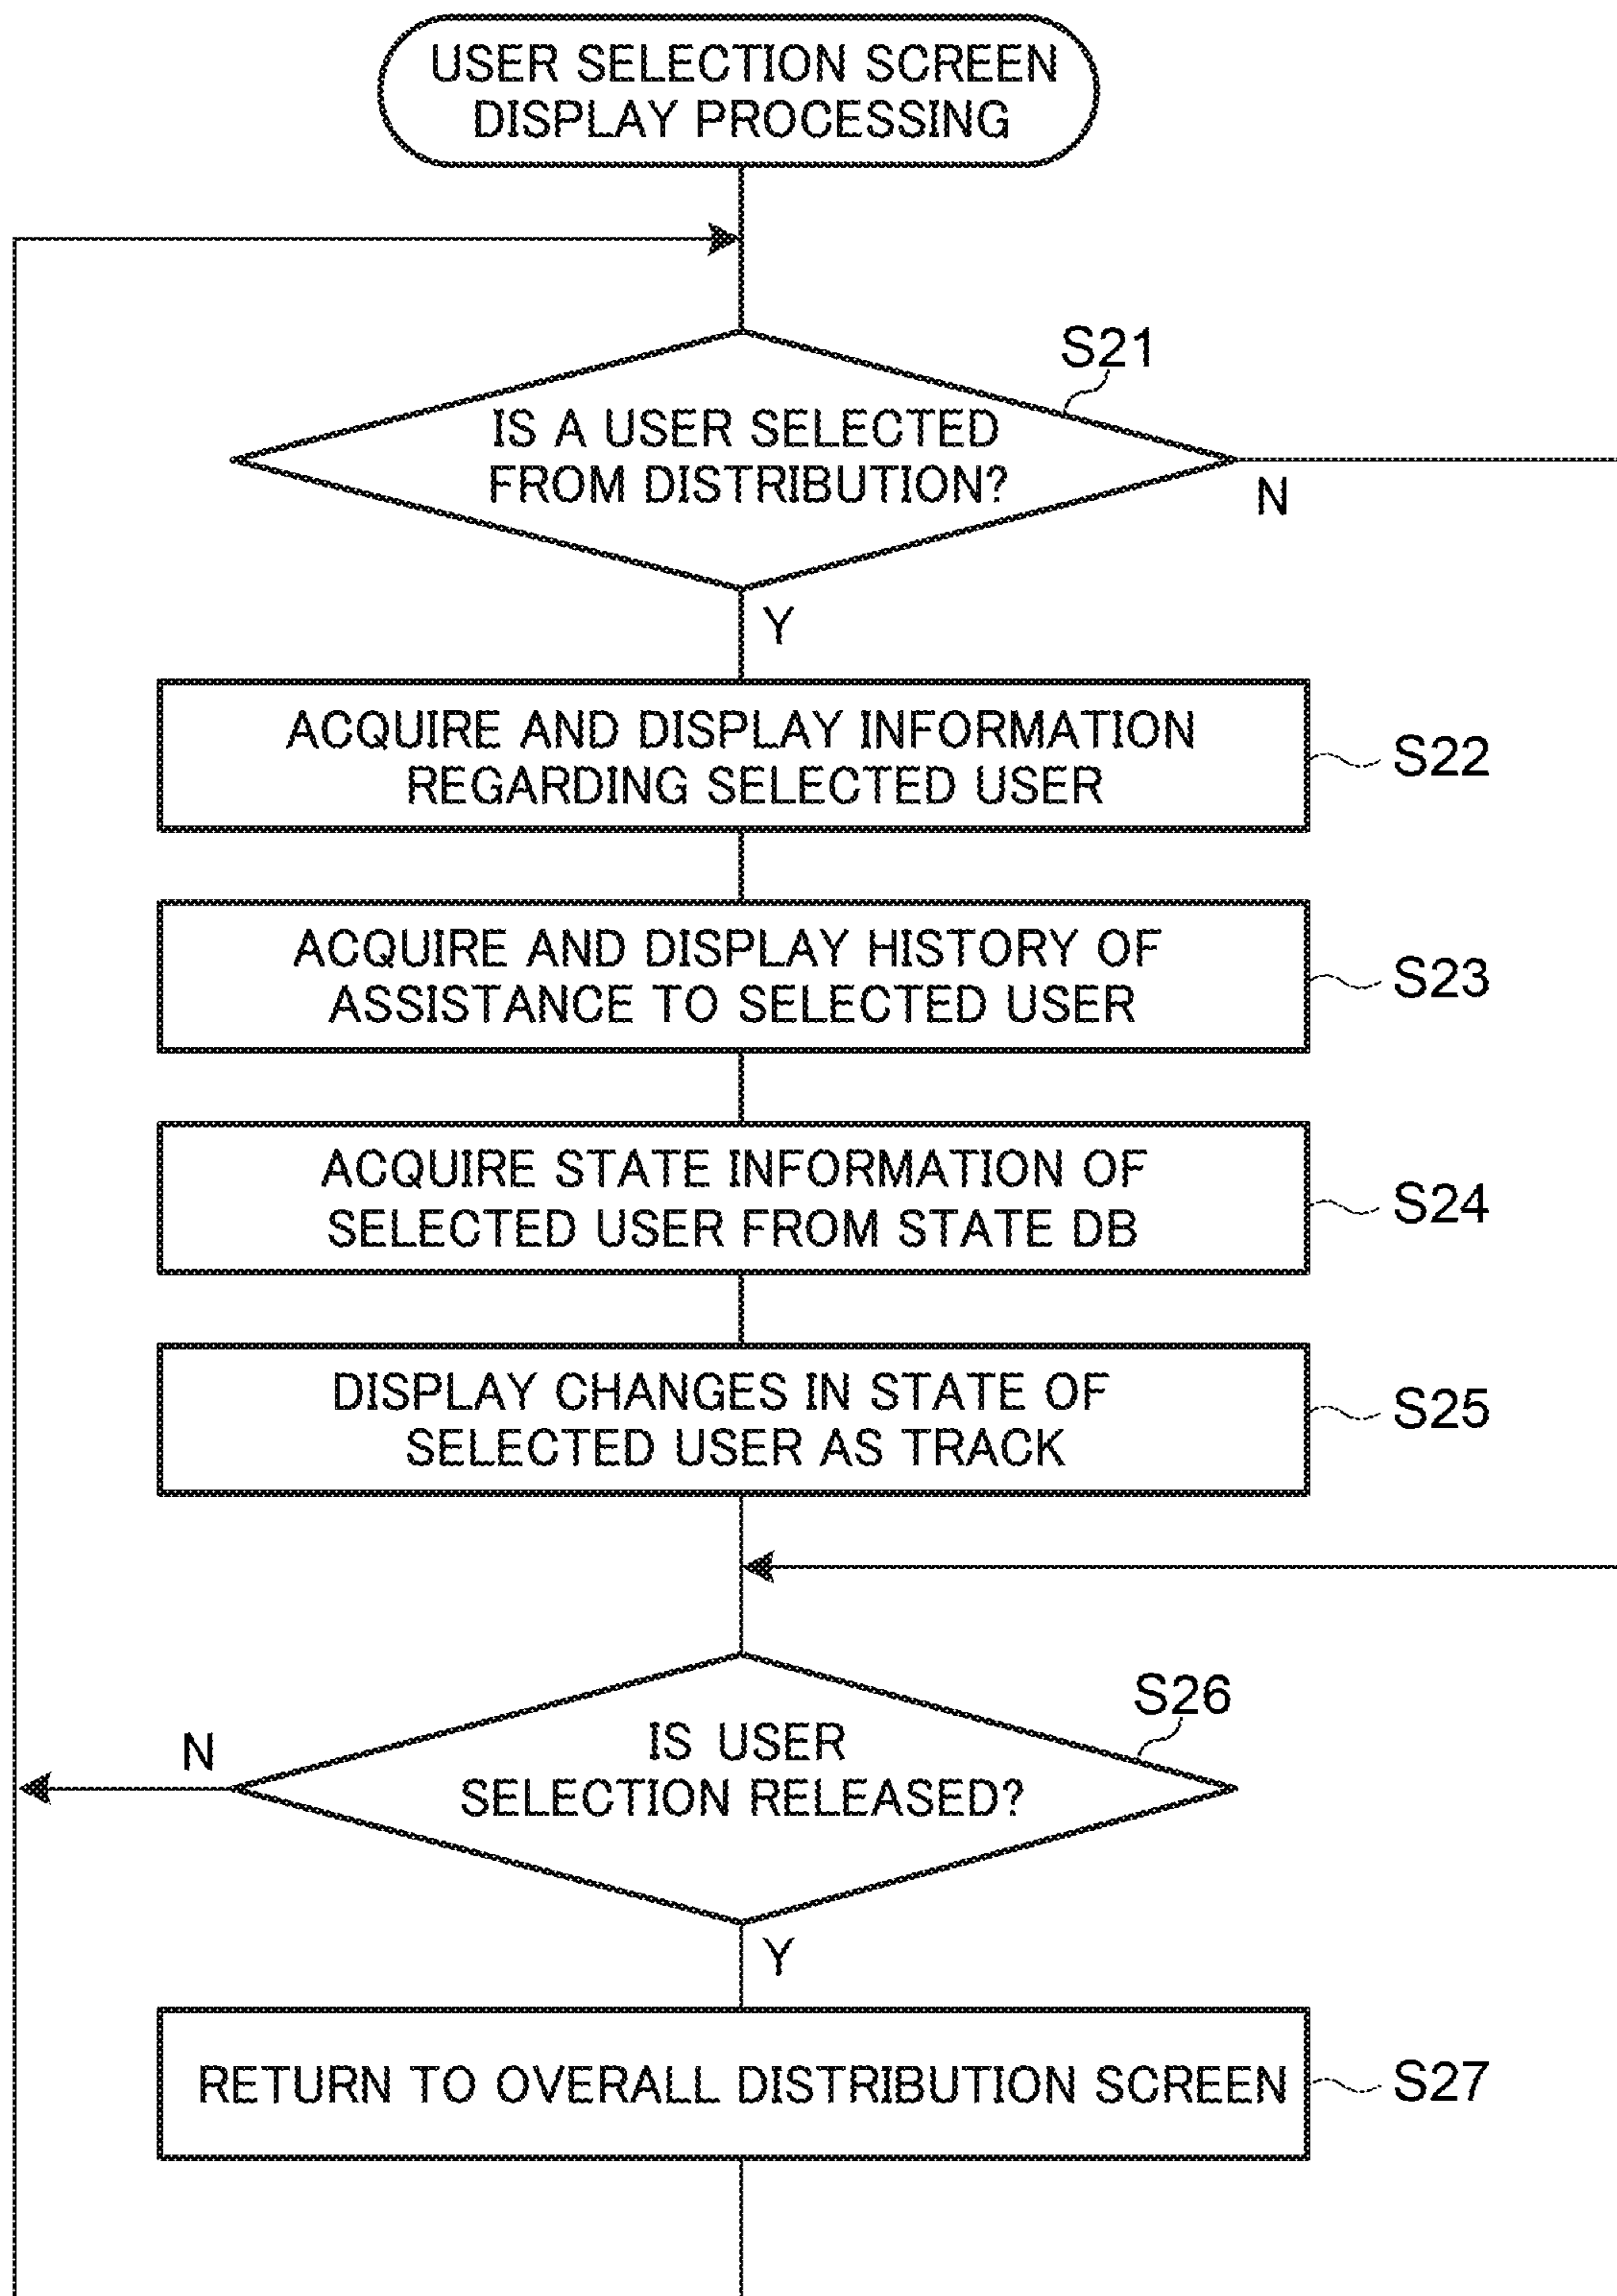 USER SELECTION SCREEN
DISPLAY PROCESSING
S21
IS A USER SELECTED
FROM DISTRIBUTION?
N
Y
ACQUIRE AND DISPLAY INFORMATION
REGARDING SELECTED USER
S22
ACQUIRE AND DISPLAY HISTORY OF
ASSISTANCE TO SELECTED USER
S23
ACQUIRE STATE INFORMATION OF
SELECTED USER FROM STATE DB
S24
DISPLAY CHANGES IN STATE OF
SELECTED USER AS TRACK
S25
S26
N
IS USER
SELECTION RELEASED?
Y
RETURN TO OVERALL DISTRIBUTION SCREEN
S27